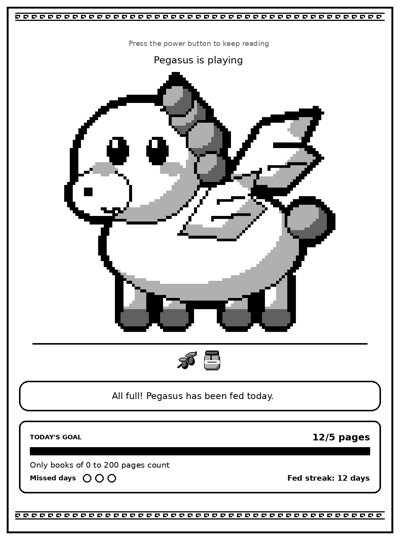 Press the power button to keep reading
Pegasus is playing
All full! Pegasus has been fed today.
TODAY'S GOAL 12/5 pages
Only books of 0 to 200 pages count
Missed days Fed streak: 12 days